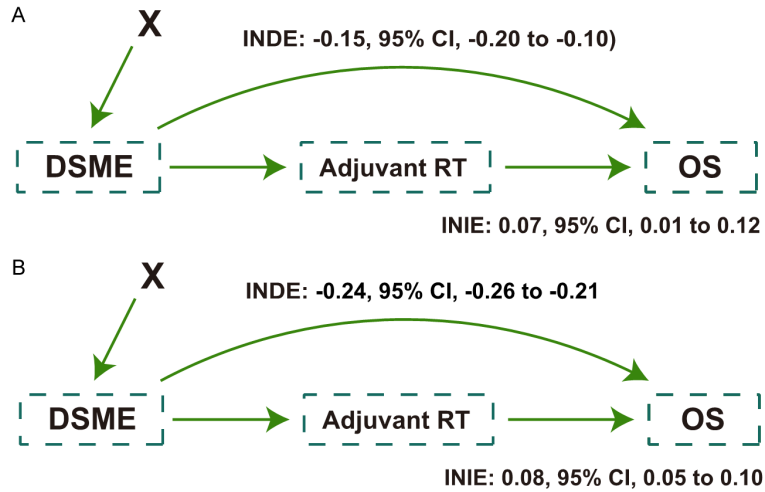 A
X
INDE: -0.15, 95% CI, -0.20 to -0.10)
DSME
Adjuvant RT
OS
INIE: 0.07, 95% CI, 0.01 to 0.12
B
X
INDE: -0.24, 95% CI, -0.26 to -0.21
DSME
Adjuvant RT
OS
INIE: 0.08, 95% CI, 0.05 to 0.10